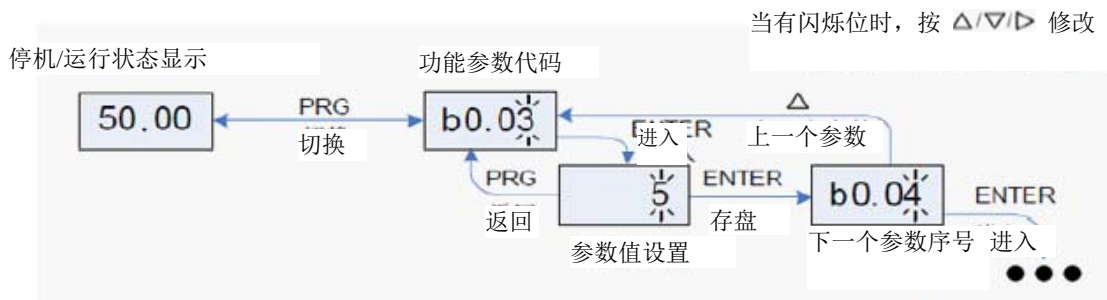 当有闪烁位时，按 △/▽/▷ 修改
停机/运行状态显示
功能参数代码
50.00
PRG
切换
b0.03
ENTER
进入
△
上一个参数
PRG
返回
5
ENTER
存盘
b0.04
ENTER
参数值设置
下一个参数序号 进入